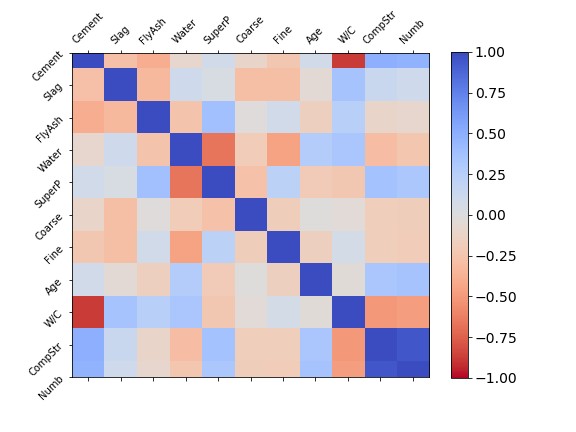 Cement Slag FlyAsh Water SuperP Coarse Fine Age W/C CompStr Numb
Cement
Slag
FlyAsh
Water
SuperP
Coarse
Fine
Age
W/C
CompStr
Numb
1.00
0.75
0.50
0.25
0.00
−0.25
−0.50
−0.75
−1.00